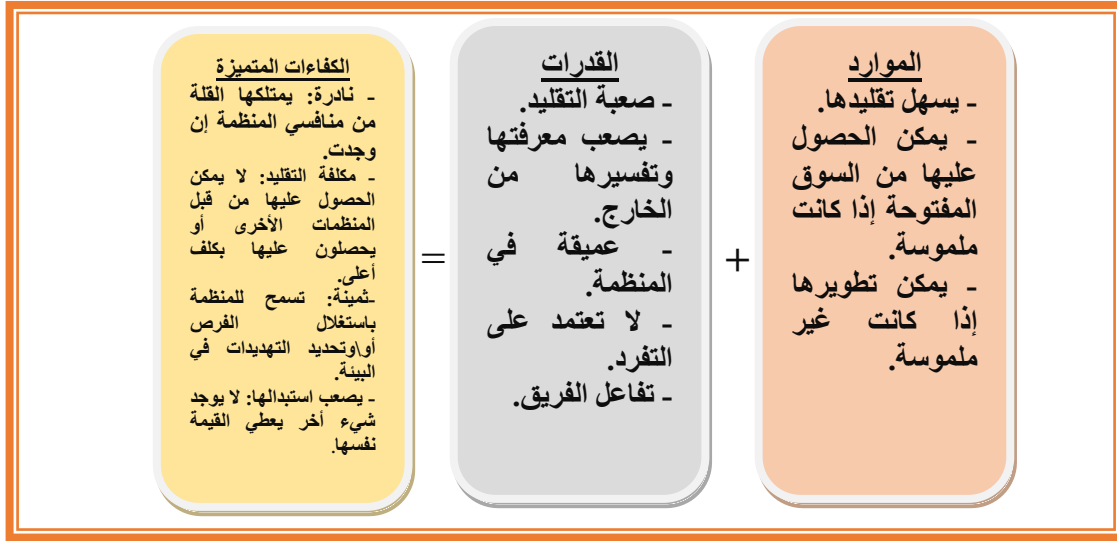 الموارد
- يسهل تقليدها.
- يمكن الحصول
عليها من السوق
المفتوحة إذا كانت
ملموسة.
- يمكن تطويرها
إذا كانت غير
ملموسة.
+
القدرات
- صعبة التقليد.
- يصعب معرفتها
وتفسيرها من
الخارج.
- عميقة في
المنظمة.
- لا تعتمد على
التفرد.
- تفاعل الفريق.
=
الكفاءات المتميزة
- نادرة: يمتلكها القلة
من منافسي المنظمة إن
وجدت.
- مكلفة التقليد: لا يمكن
الحصول عليها من قبل
المنظمات الأخرى أو
يحصلون عليها بكلف
أعلى.
-ثمينة: تسمح للمنظمة
باستغلال الفرص
أو\وتحديد التهديدات في
البيئة.
- يصعب استبدالها: لا يوجد
شيء أخر يعطي القيمة
نفسها.